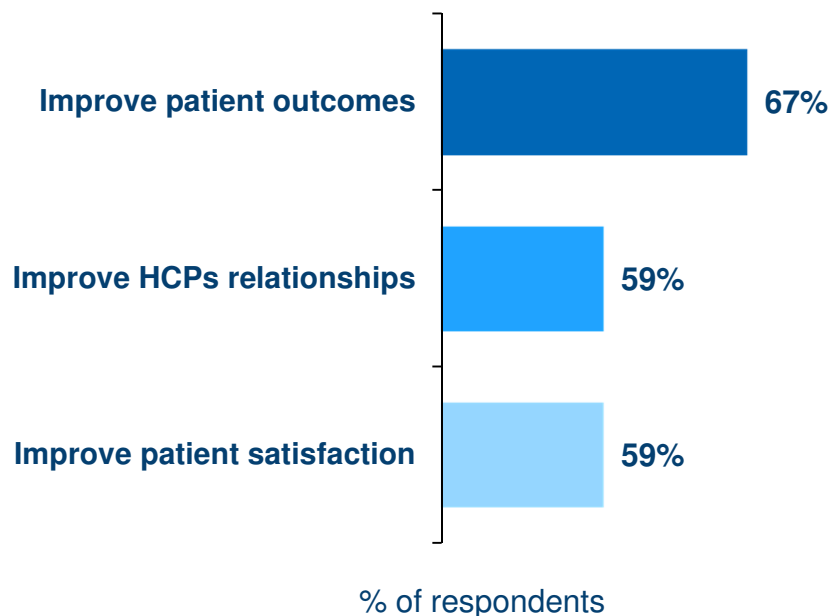 Improve patient outcomes
67%
Improve HCPs relationships
59%
Improve patient satisfaction
59%
% of respondents